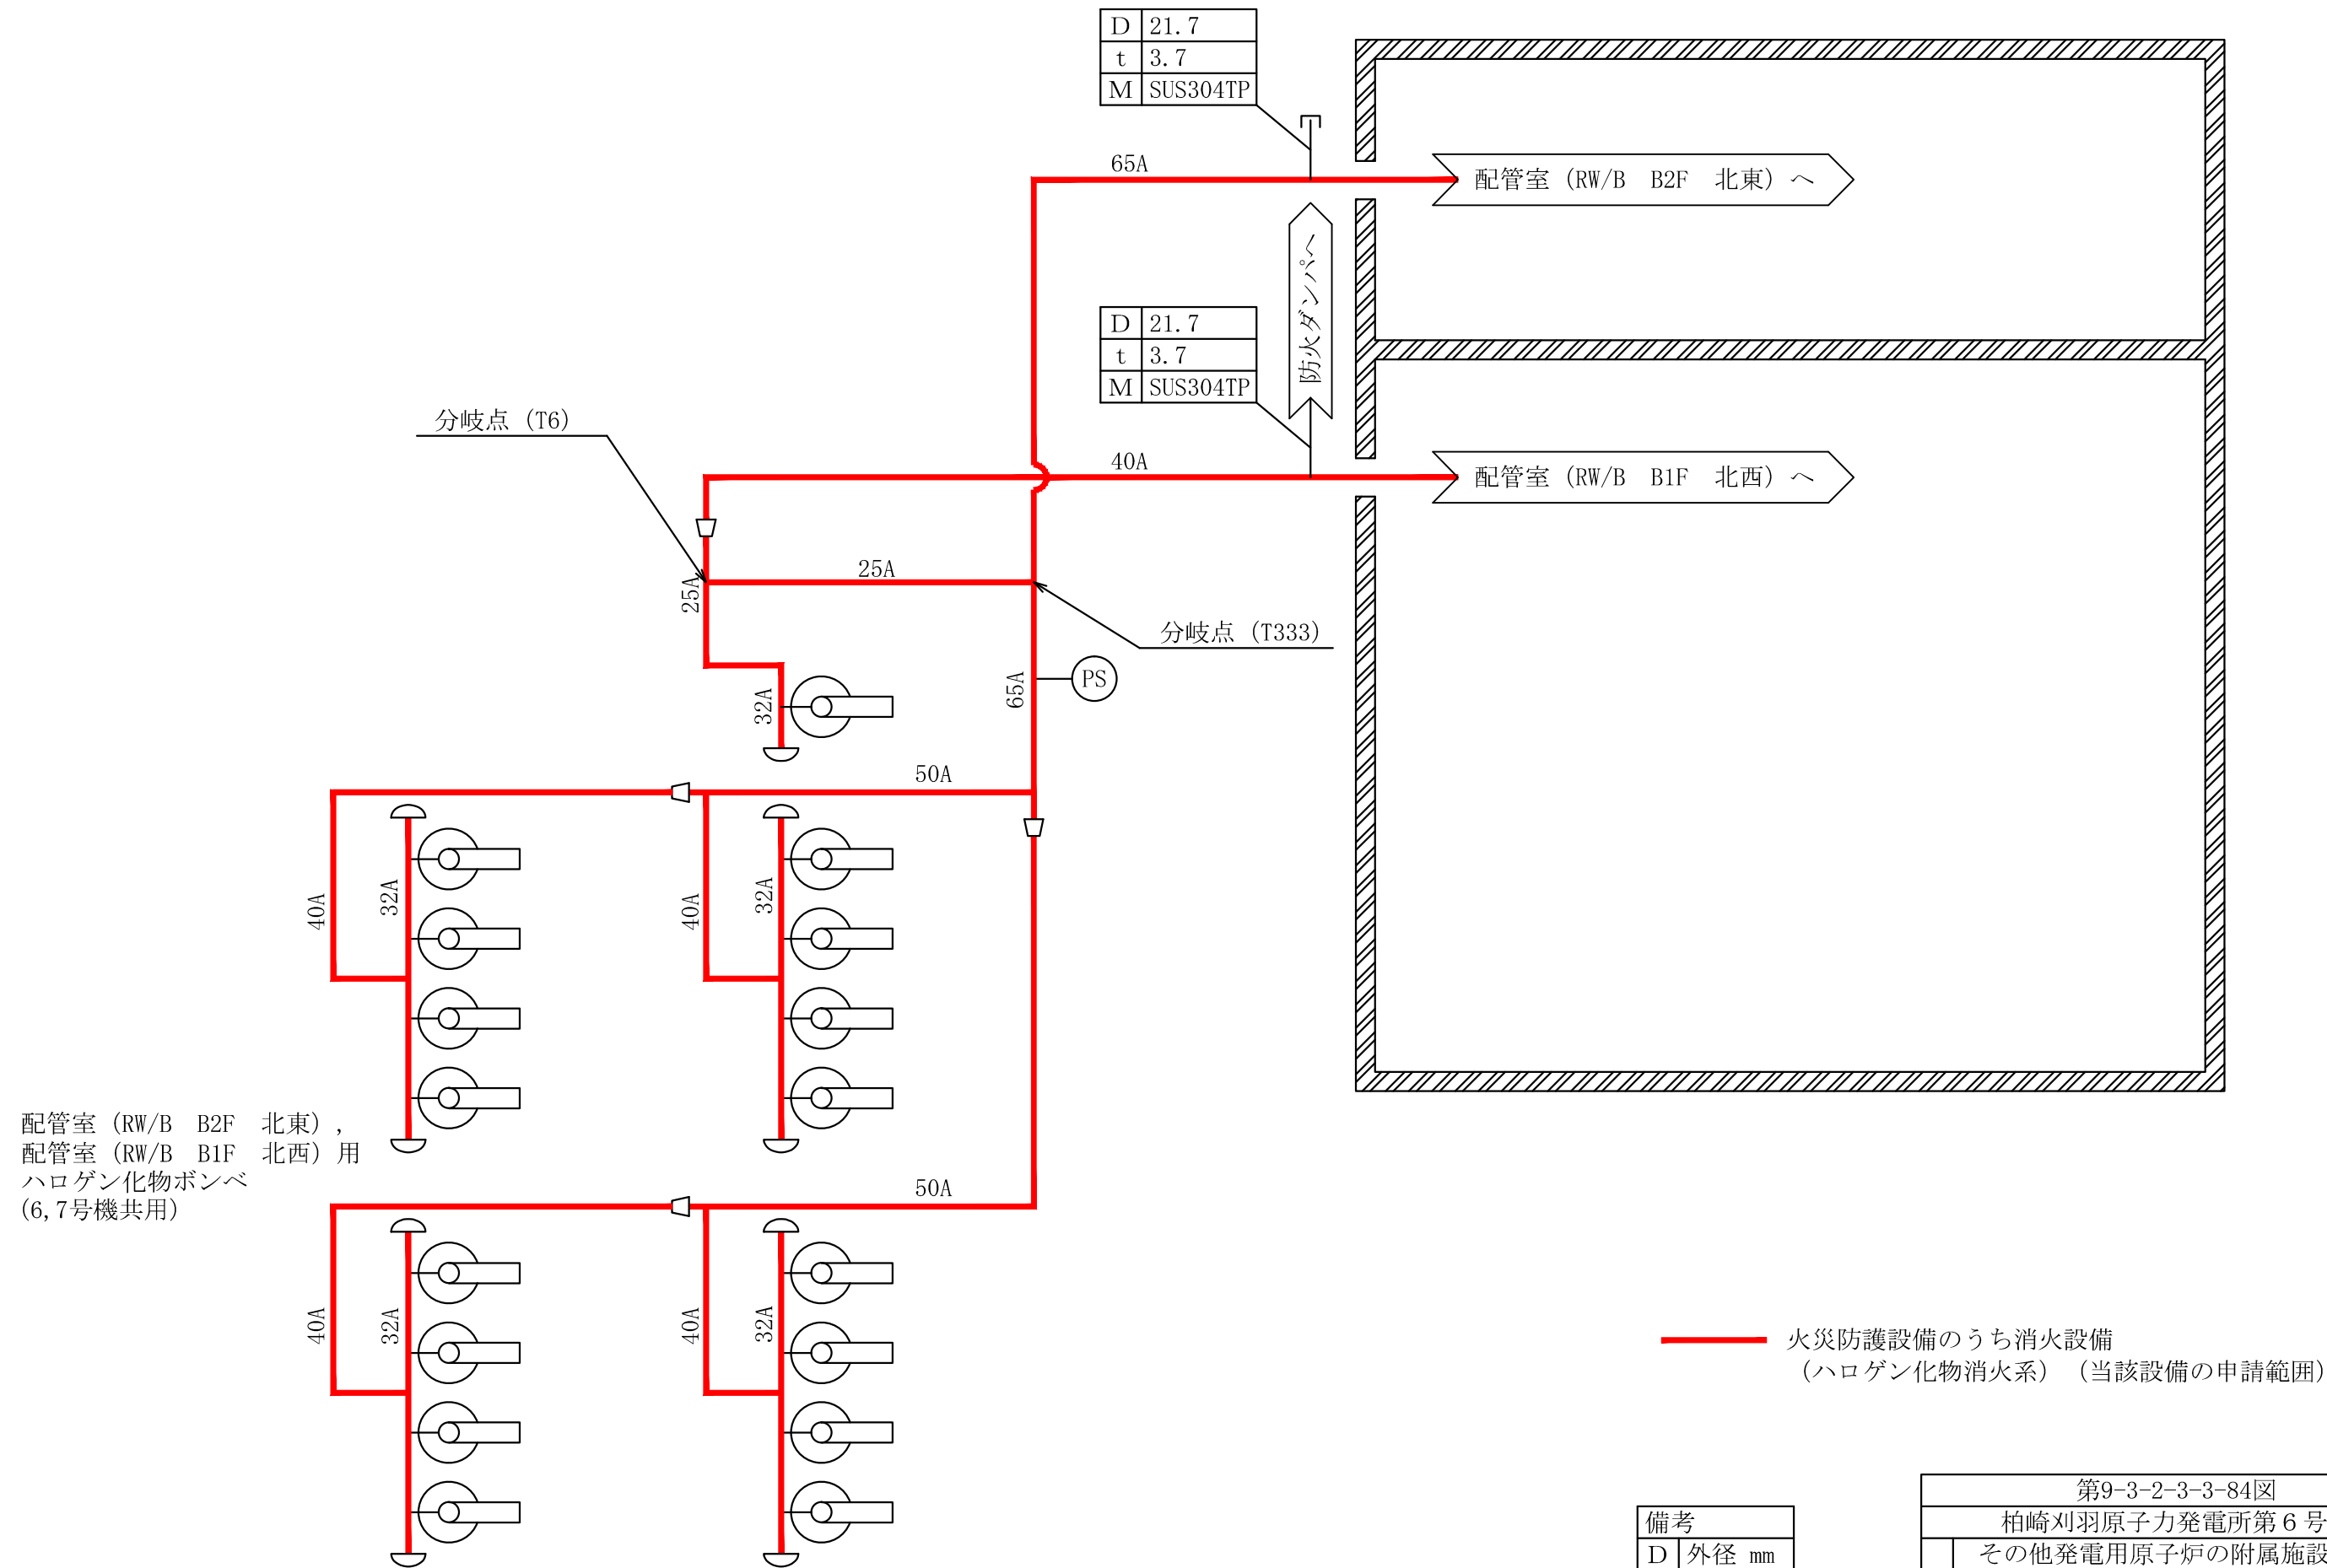 D 21.7
t 3.7
M SUS304TP
65A
配管室（RW/B　B2F　北東）へ
防火ダンパへ
D 21.7
t 3.7
M SUS304TP
分岐点（T6）
40A
配管室（RW/B　B1F　北西）へ
25A
25A
分岐点（T333）
65A
PS
32A
50A
40A
32A
40A
32A
配管室（RW/B　B2F　北東），
配管室（RW/B　B1F　北西）用
ハロゲン化物ボンベ
(6,7号機共用)
50A
40A
32A
40A
32A
火災防護設備のうち消火設備
（ハロゲン化物消火系）（当該設備の申請範囲）
備考
D 外径 mm
第9-3-2-3-3-84図
柏崎刈羽原子力発電所第６号
その他発電用原子炉の附属施設